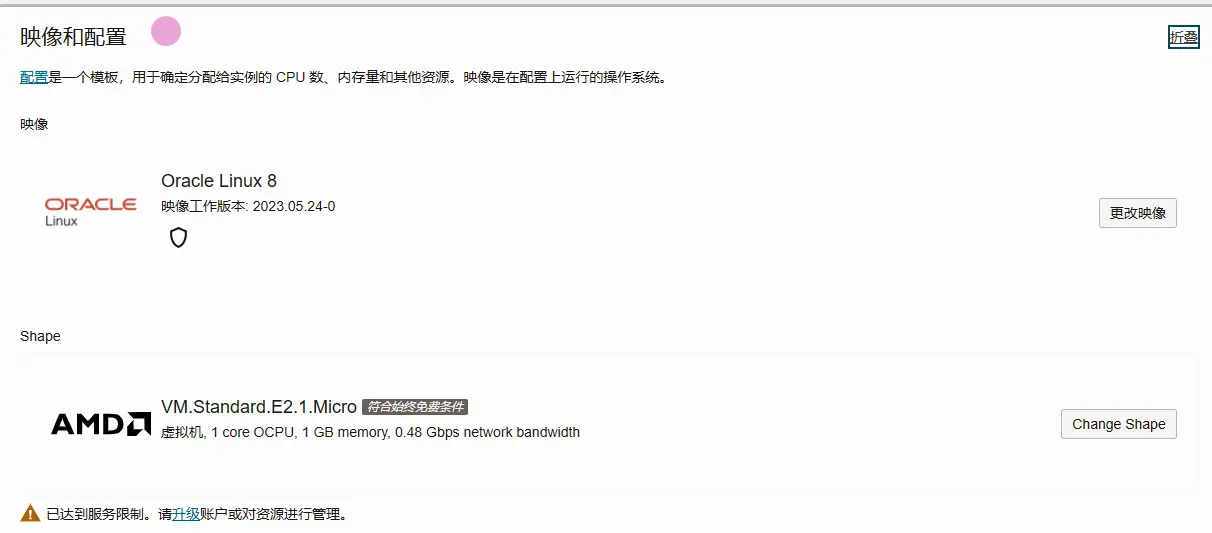 映像和配置
折叠
配置是一个模板，用于确定分配给实例的 CPU 数、内存量和其他资源。映像是在配置上运行的操作系统。
映像
ORACLE
Linux
Oracle Linux 8
映像工作版本: 2023.05.24-0
更改映像
Shape
AMD
VM.Standard.E2.1.Micro 符合始终免费条件
虚拟机, 1 core OCPU, 1 GB memory, 0.48 Gbps network bandwidth
Change Shape
已达到服务限制。请升级账户或对资源进行管理。